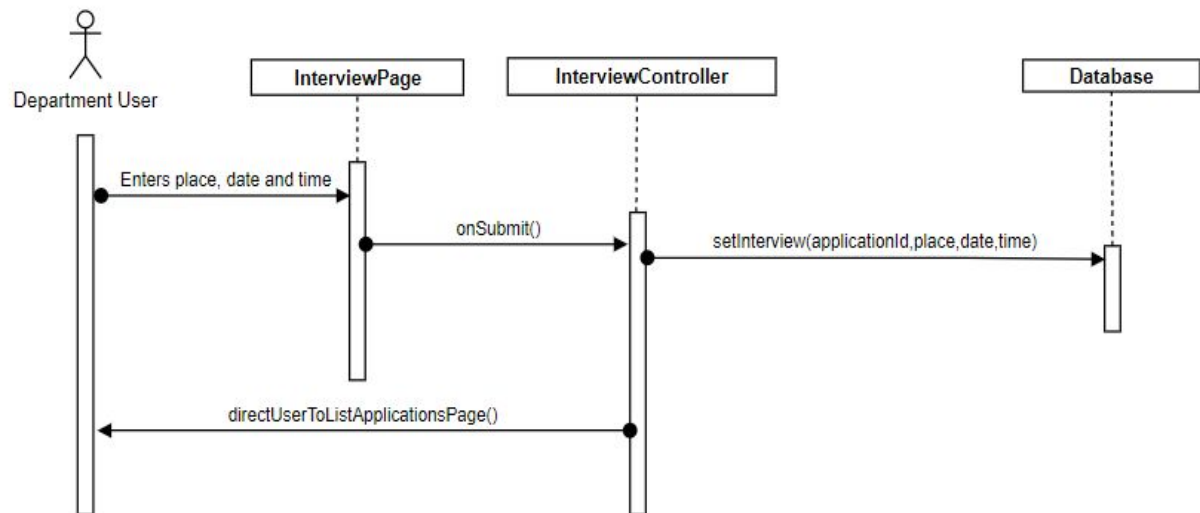 Department User
InterviewPage
InterviewController
Database
Enters place, date and time
onSubmit()
setInterview(applicationId,place,date,time)
directUserToListApplicationsPage()